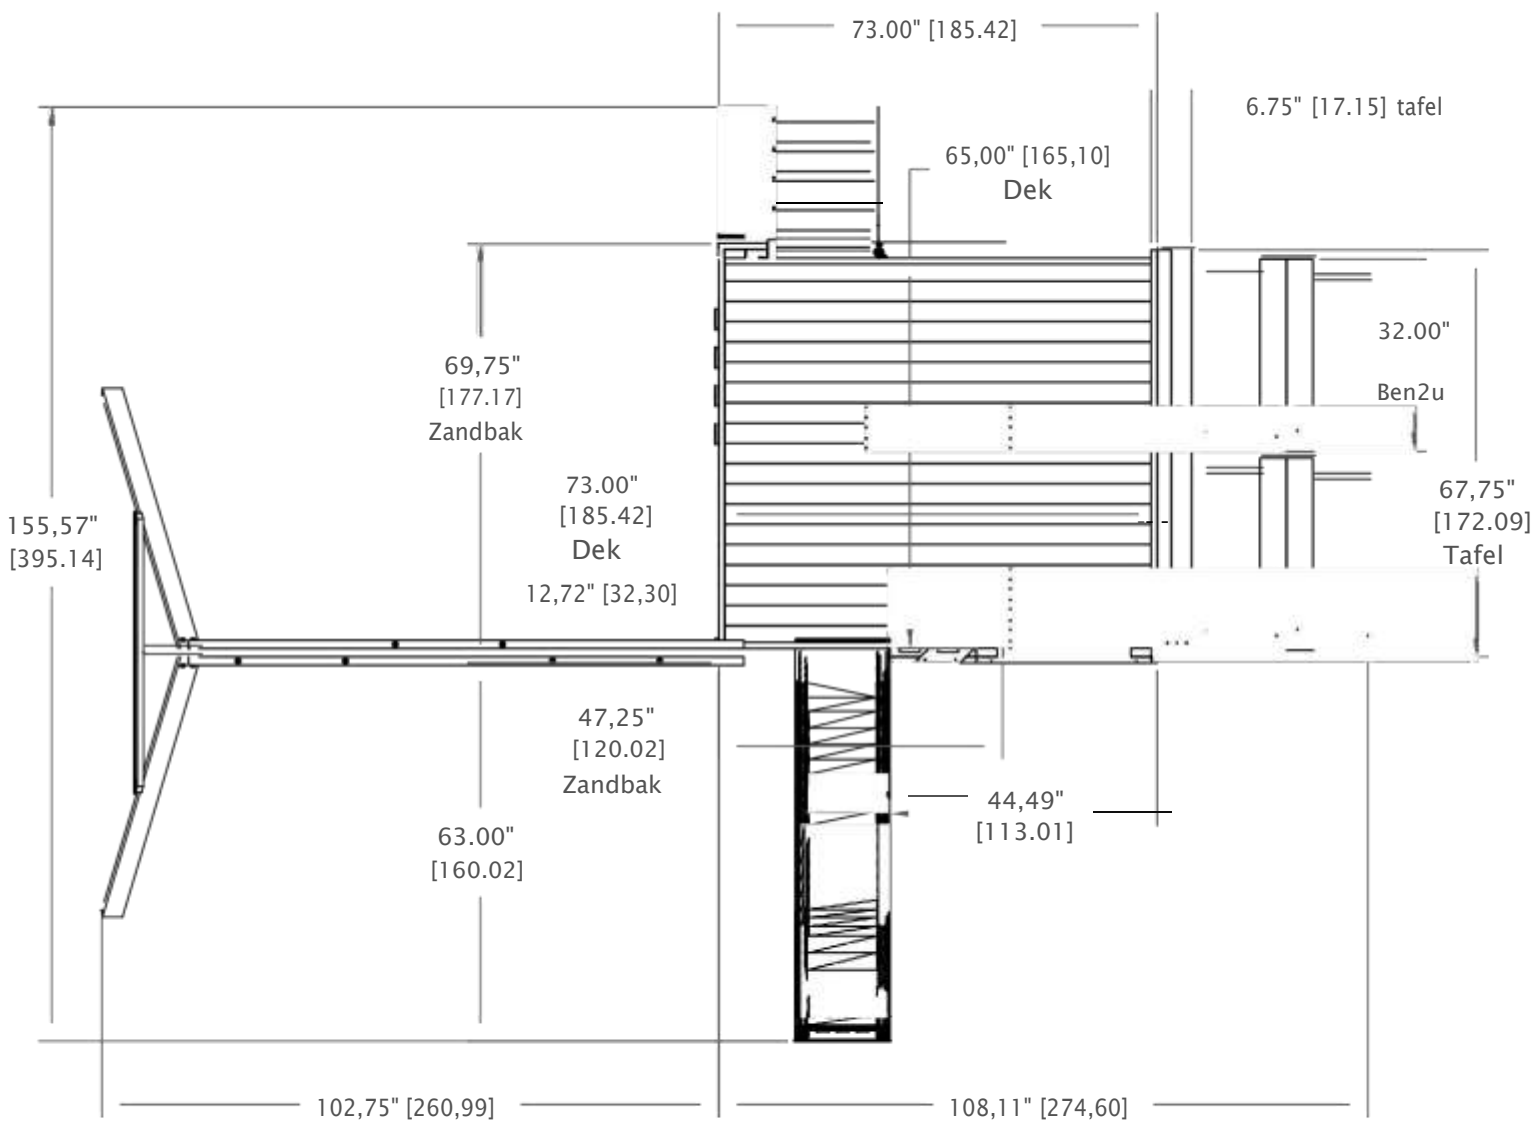 73.00" [185.42]
6.75" [17.15] tafel
65,00" [165,10]
Dek
32.00"
Ben2u
69,75"
[177.17]
Zandbak
73.00"
[185.42]
Dek
12,72" [32,30]
155,57"
[395.14]
67,75"
[172.09]
Tafel
47,25"
[120.02]
Zandbak
44,49"
[113.01]
63.00"
[160.02]
102,75" [260,99]
108,11" [274,60]